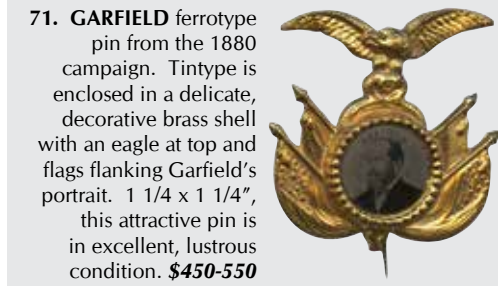 71. GARFIELD ferrotype
pin from the 1880
campaign. Tintype is
enclosed in a delicate,
decorative brass shell
with an eagle at top and
flags flanking Garfield’s
portrait. 1 1/4 x 1 1/4”,
this attractive pin is
in excellent, lustrous
condition. $450-550